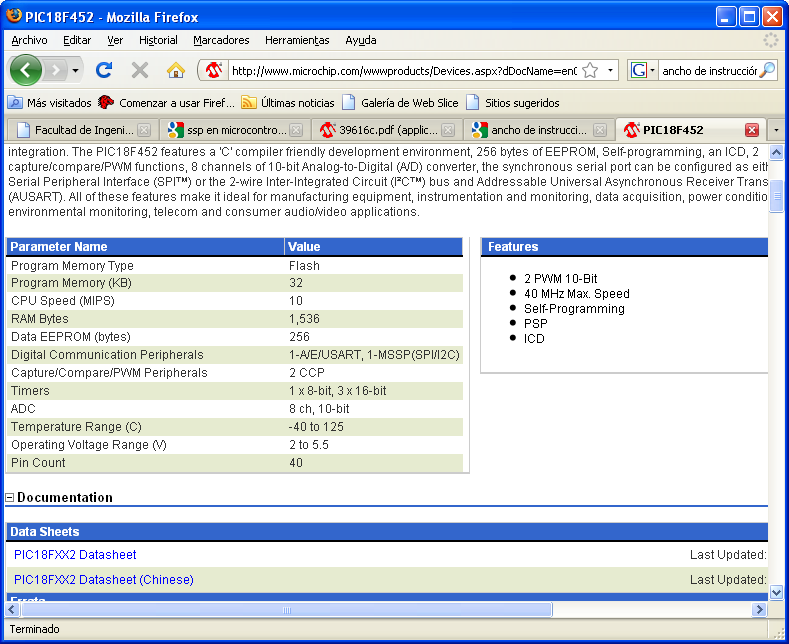 PIC18F452 - Mozilla Firefox
Archivo Editar Ver Historial Marcadores Herramientas Ayuda
http://www.microchip.com/wwwproducts/Devices.aspx?dDocName=en0
ancho de instrucción
Más visitados Comenzar a usar Firef... Últimas noticias Galería de Web Slice Sitios sugeridos
Facultad de Ingeni... ssp en microcontro... 39616c.pdf (applic... ancho de instrucci... PIC18F452
integration. The PIC18F452 features a 'C' compiler friendly development environment, 256 bytes of EEPROM, Self-programming, an ICD, 2
capture/compare/PWM functions, 8 channels of 10-bit Analog-to-Digital (A/D) converter, the synchronous serial port can be configured as eit
Serial Peripheral Interface (SPI™) or the 2-wire Inter-Integrated Circuit (I²C™) bus and Addressable Universal Asynchronous Receiver Trans
(AUSART). All of these features make it ideal for manufacturing equipment, instrumentation and monitoring, data acquisition, power conditio
environmental monitoring, telecom and consumer audio/video applications.
Parameter Name Value
Program Memory Type Flash
Program Memory (KB) 32
CPU Speed (MIPS) 10
RAM Bytes 1,536
Data EEPROM (bytes) 256
Digital Communication Peripherals 1-A/E/USART, 1-MSSP(SPI/I2C)
Capture/Compare/PWM Peripherals 2 CCP
Timers 1 x 8-bit, 3 x 16-bit
ADC 8 ch, 10-bit
Temperature Range (C) -40 to 125
Operating Voltage Range (V) 2 to 5.5
Pin Count 40
Features
2 PWM 10-Bit
40 MHz Max. Speed
Self-Programming
PSP
ICD
Documentation
Data Sheets
PIC18FXX2 Datasheet Last Updated:
PIC18FXX2 Datasheet (Chinese) Last Updated:
Errata
Terminado